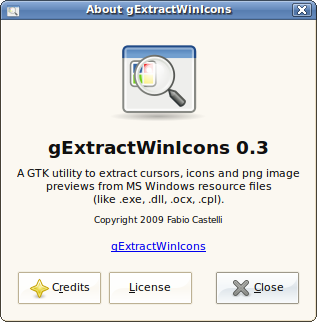 About gExtractWinIcons
gExtractWinIcons 0.3
A GTK utility to extract cursors, icons and png image
previews from MS Windows resource files
(like .exe, .dll, .ocx, .cpl).
Copyright 2009 Fabio Castelli
gExtractWinIcons
Credits
License
Close